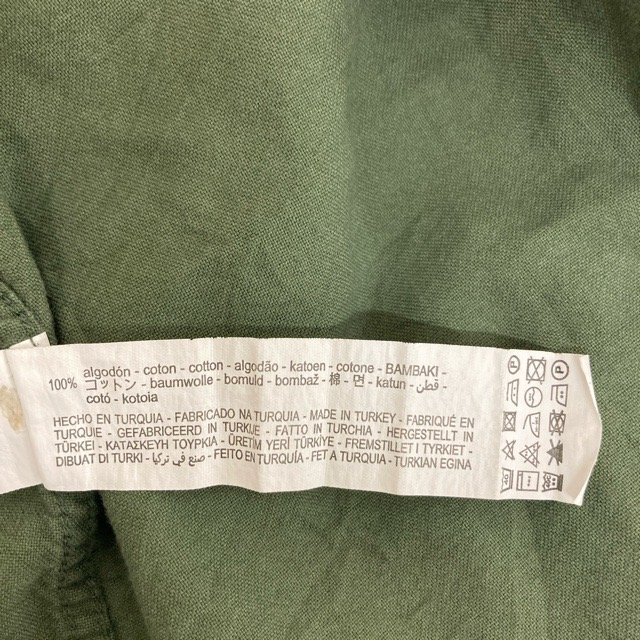 algodón - coton - cotton - algodão - katoen - cotone - BAMBAKI -
100% コットン - baumwolle - bomuld - bombaž - 棉 - 면 - katun - قطن -
cotó - kotoia
HECHO EN TURQUIA - FABRICADO NA TURQUIA - MADE IN TURKEY - FABRIQUÉ EN
TURQUIE - GEFABRICEERD IN TURKIJE - FATTO IN TURCHIA - HERGESTELLT IN
TÜRKEI - ΚΑΤΑΣΚΕΥΗ ΤΟΥΡΚΙΑ - ÜRETİM YERİ TÜRKİYE - FREMSTILLET I TYRKIET -
DIBUAT DI TURKI - صنع في تركيا - FEITO EN TURQUÍA - FET A TURQUIA - TURKIAN EGINA